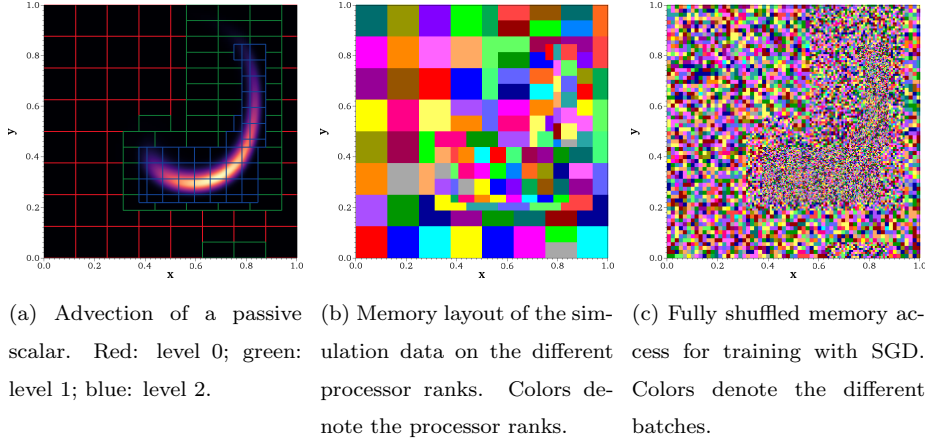 1.0
0.8
0.6
0.4
0.2
0.0
y
0.0 0.2 0.4 0.6 0.8 1.0
x
1.0
0.8
0.6
0.4
0.2
0.0
y
0.0 0.2 0.4 0.6 0.8 1.0
x
1.0
0.8
0.6
0.4
0.2
0.0
y
0.0 0.2 0.4 0.6 0.8 1.0
x
(a) Advection of a passive
scalar. Red: level 0; green:
level 1; blue: level 2.
(b) Memory layout of the sim-
ulation data on the different
processor ranks. Colors de-
note the processor ranks.
(c) Fully shuffled memory ac-
cess for training with SGD.
Colors denote the different
batches.